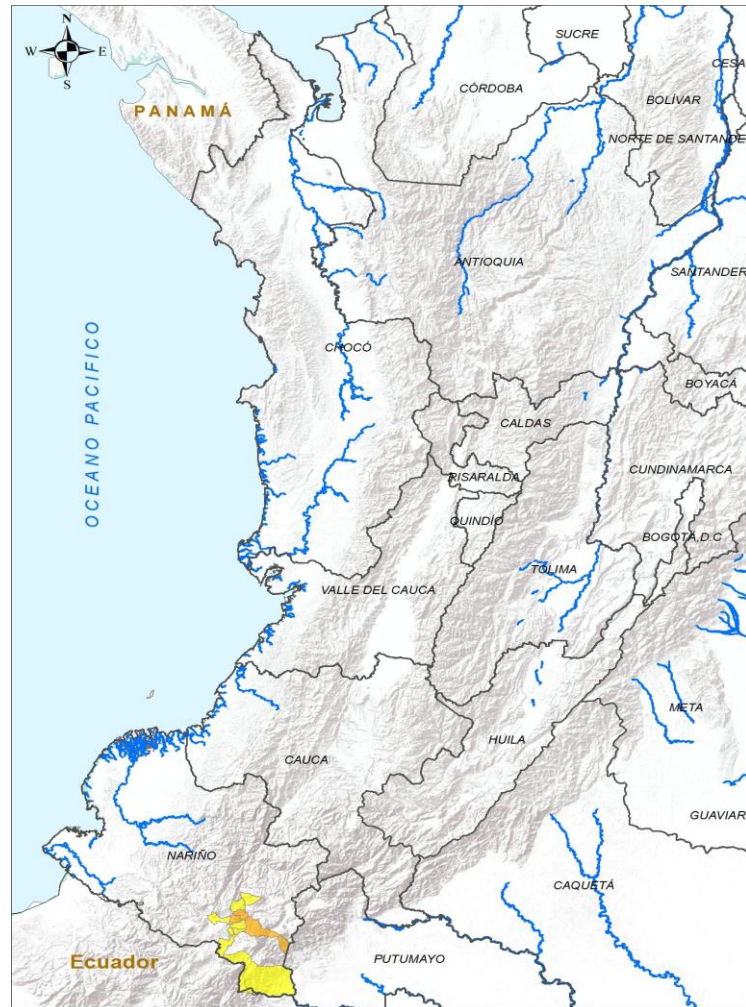 N
W E
S
SUCRE
CESA
CÓRDOBA
BOLÍVAR
PANAMÁ
NORTE DE SANTANDE
ANTIOQUIA
SANTANDER
OCEANO PACIFICO
CHOCÓ
BOYACÁ
CALDAS
CUNDINAMARCA
RISARALDA
QUINDÍO
BOGOTÁ, D.C
TOLIMA
VALLE DEL CAUCA
META
HUILA
CAUCA
GUAVIAR
NARIÑO
CAQUETÁ
Ecuador
PUTUMAYO